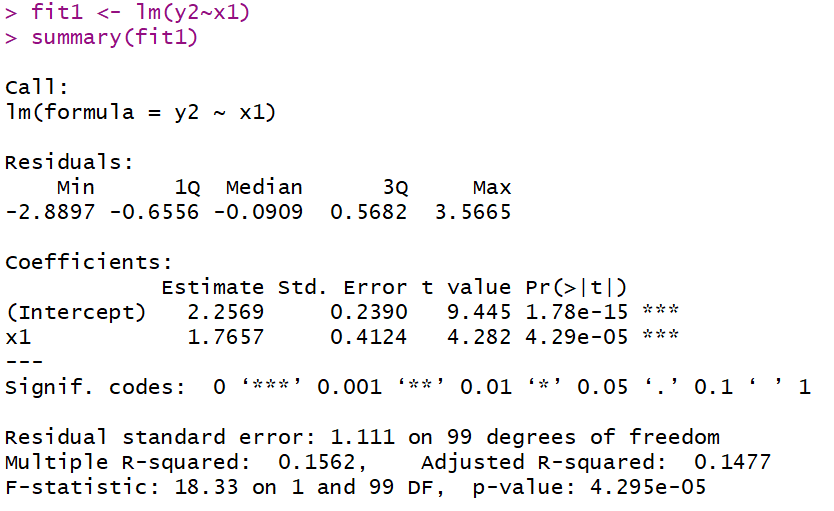 > fit1 <- lm(y2~x1)
> summary(fit1)
Call:
lm(formula = y2 ~ x1)
Residuals:
    Min      1Q  Median      3Q     Max
-2.8897 -0.6556 -0.0909  0.5682  3.5665
Coefficients:
            Estimate Std. Error t value Pr(>|t|)
(Intercept)   2.2569     0.2390   9.445 1.78e-15 ***
x1            1.7657     0.4124   4.282 4.29e-05 ***
---
Signif. codes:  0 ‘***’ 0.001 ‘**’ 0.01 ‘*’ 0.05 ‘.’ 0.1 ‘ ’ 1
Residual standard error: 1.111 on 99 degrees of freedom
Multiple R-squared:  0.1562,    Adjusted R-squared:  0.1477
F-statistic: 18.33 on 1 and 99 DF,  p-value: 4.295e-05